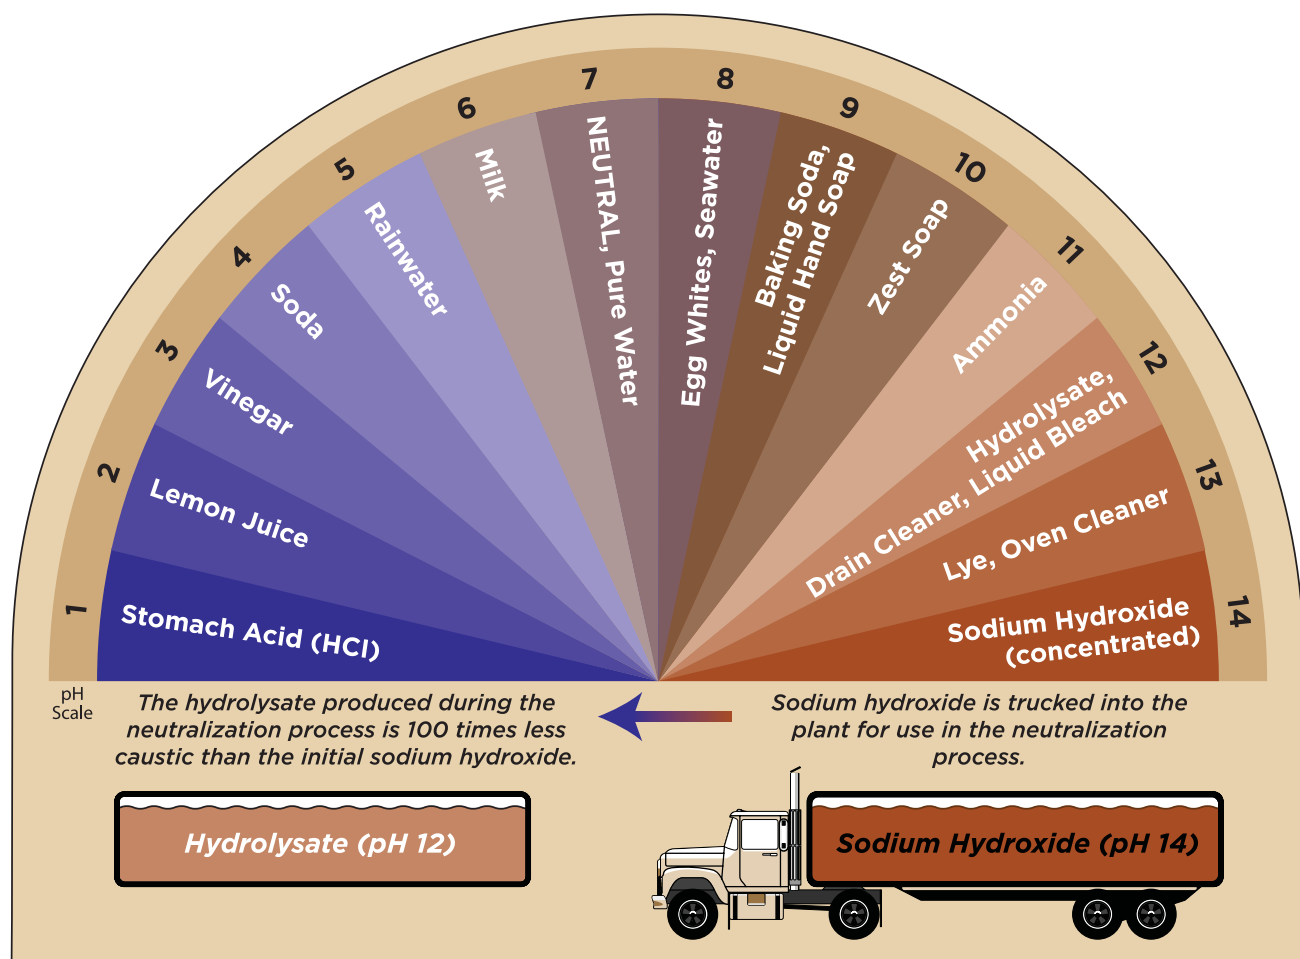 1
2
3
4
5
6
7
8
9
10
11
12
13
14
Stomach Acid (HCl)
Lemon Juice
Vinegar
Soda
Rainwater
Milk
NEUTRAL, Pure Water
Egg Whites, Seawater
Baking Soda,
Liquid Hand Soap
Zest Soap
Ammonia
Hydrolysate,
Drain Cleaner, Liquid Bleach
Lye, Oven Cleaner
Sodium Hydroxide
(concentrated)
pH
Scale
The hydrolysate produced during the
neutralization process is 100 times less
caustic than the initial sodium hydroxide.
Sodium hydroxide is trucked into the
plant for use in the neutralization
process.
Hydrolysate (pH 12)
Sodium Hydroxide (pH 14)